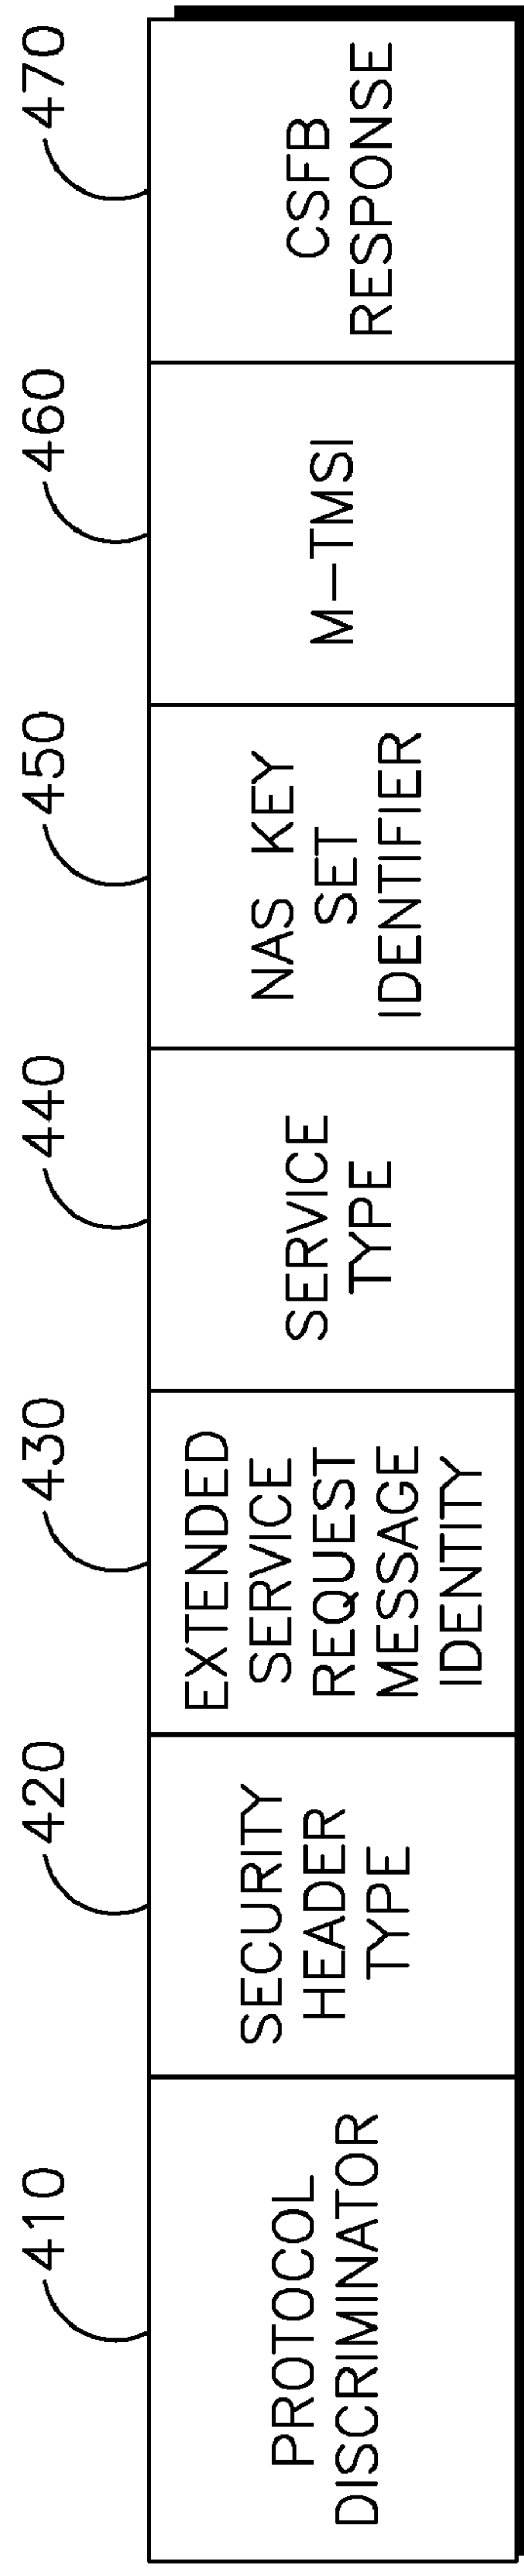 410
420
430
440
450
460
470
PROTOCOL
DISCRIMINATOR
SECURITY
HEADER
TYPE
EXTENDED
SERVICE
REQUEST
MESSAGE
IDENTITY
SERVICE
TYPE
NAS KEY
SET
IDENTIFIER
M-TMSI
CSFB
RESPONSE